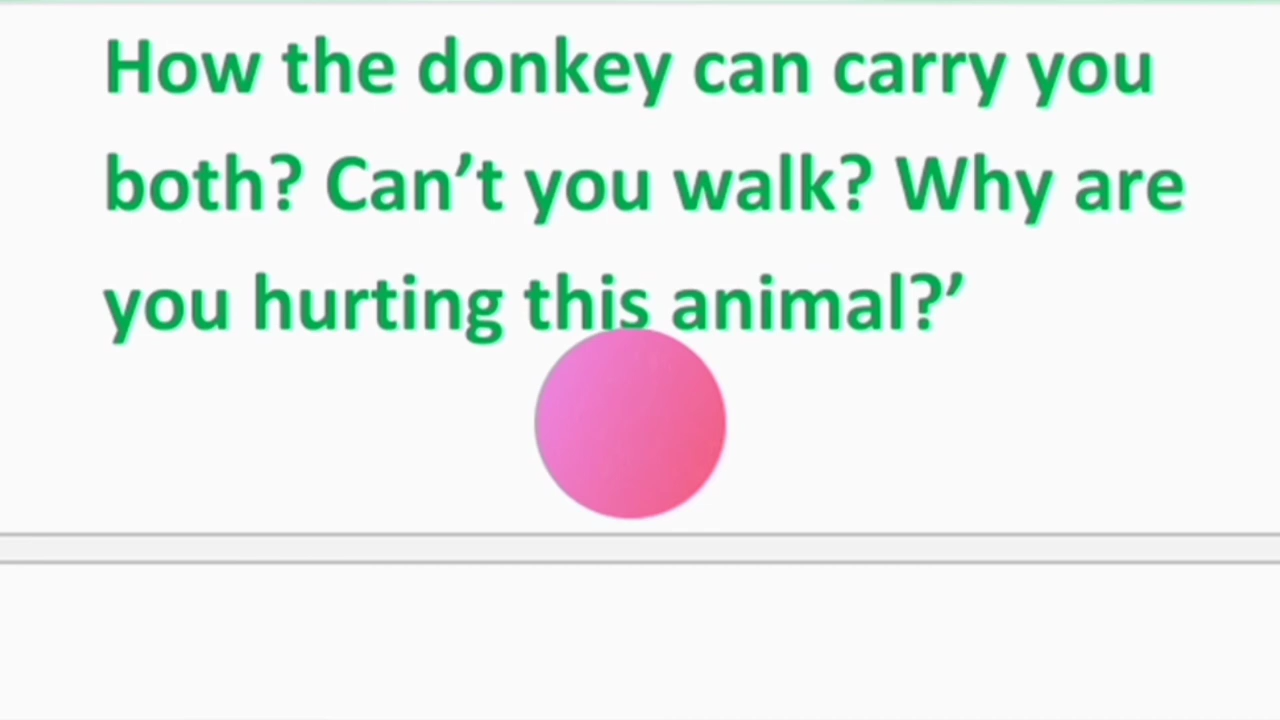 How the donkey can carry you
both? Can’t you walk? Why are
you hurting this animal?’